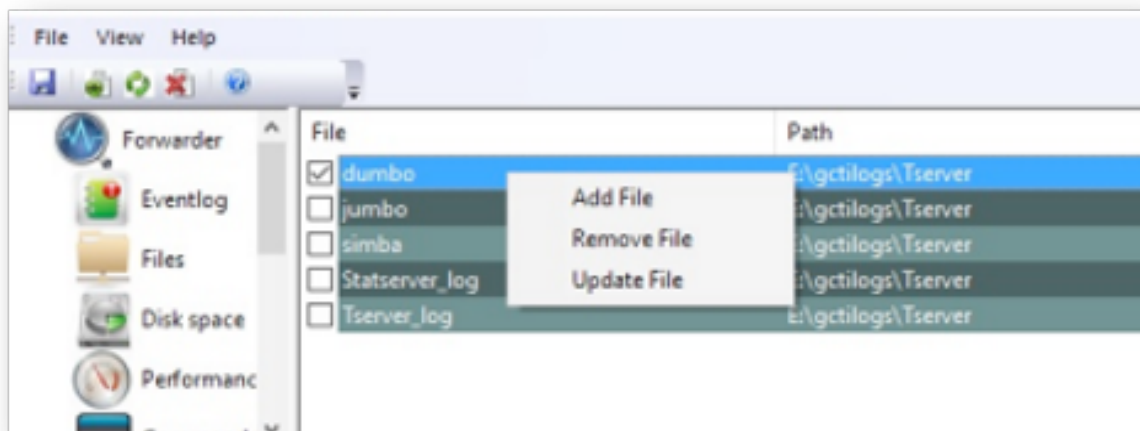 File View Help
Forwarder
Eventlog
Files
Disk space
Performanc
File Path
dumbo E:\gctilogs\Tserver
jumbo E:\gctilogs\Tserver
simba E:\gctilogs\Tserver
Statserver_log E:\gctilogs\Tserver
Tserver_log E:\gctilogs\Tserver
Add File
Remove File
Update File